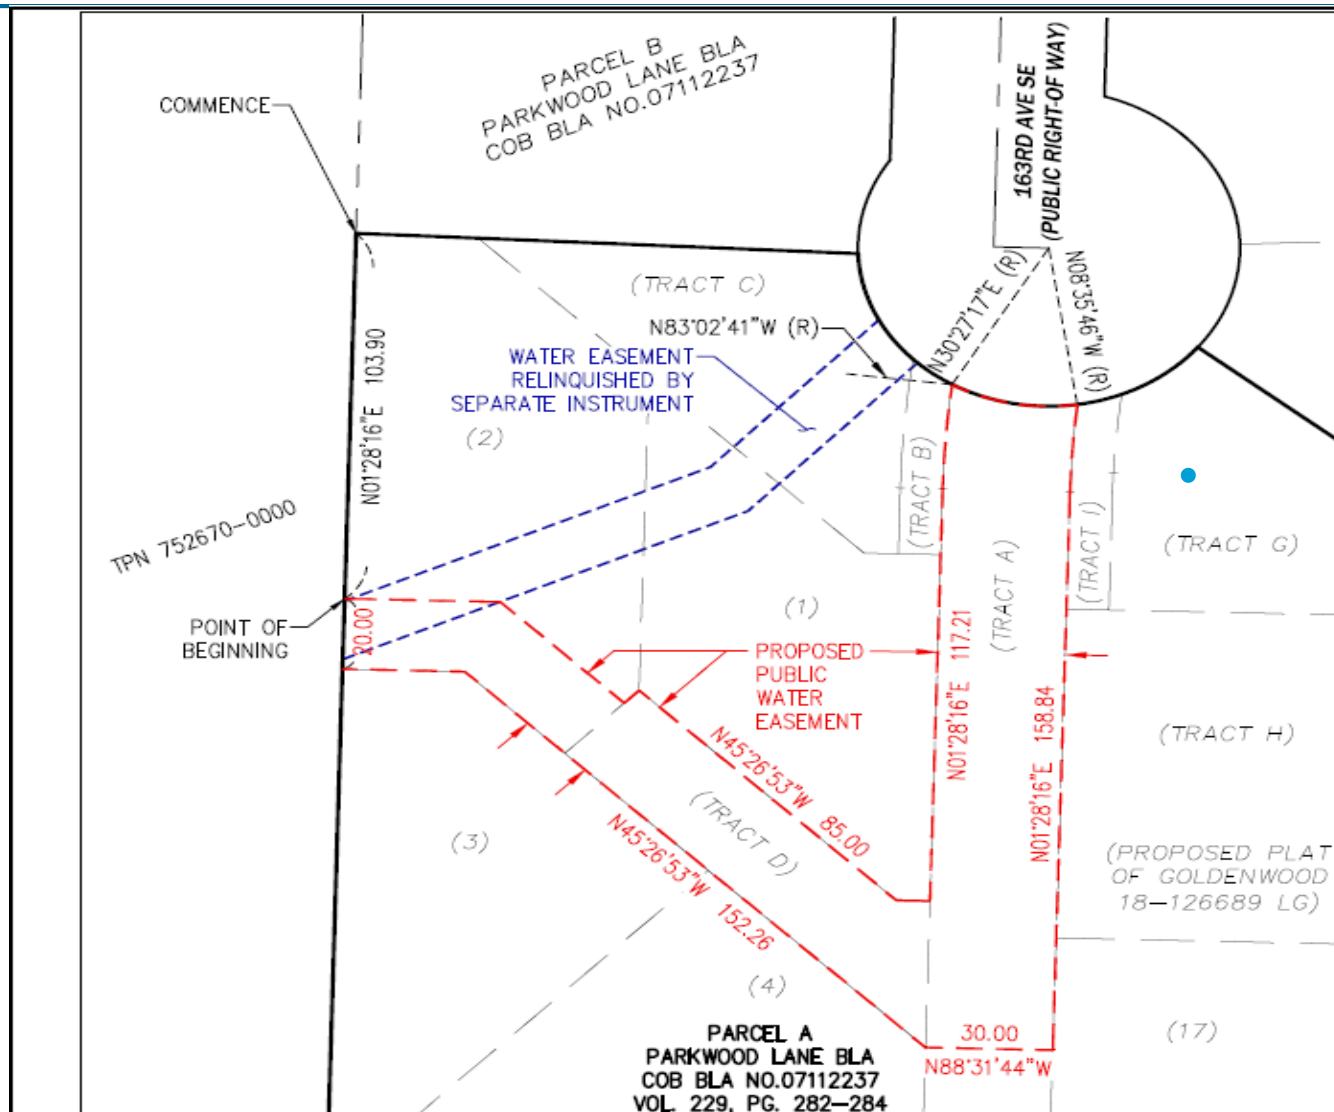 PARCEL B
PARKWOOD LANE BLA
COB BLA NO.07112237
COMMENCE
163RD AVE SE
(PUBLIC RIGHT-OF WAY)
(TRACT C)
N83°02'41"W (R)
N30°27'17"E (R)
N08°35'46"W (R)
WATER EASEMENT
RELINQUISHED BY
SEPARATE INSTRUMENT
N01°28'16"E 103.90
(2)
(TRACT B)
(TRACT A)
(TRACT I)
(TRACT G)
TPN 752670-0000
POINT OF
BEGINNING
20.00
(1)
PROPOSED
PUBLIC
WATER
EASEMENT
N01°28'16"E 117.21
N01°28'16"E 158.84
(TRACT H)
N45°26'53"W 85.00
(TRACT D)
N45°26'53"W 152.26
(3)
(PROPOSED PLAT
OF GOLDENWOOD
18-126689 LG)
(4)
(17)
30.00
N88°31'44"W
PARCEL A
PARKWOOD LANE BLA
COB BLA NO.07112237
VOL. 229, PG. 282-284